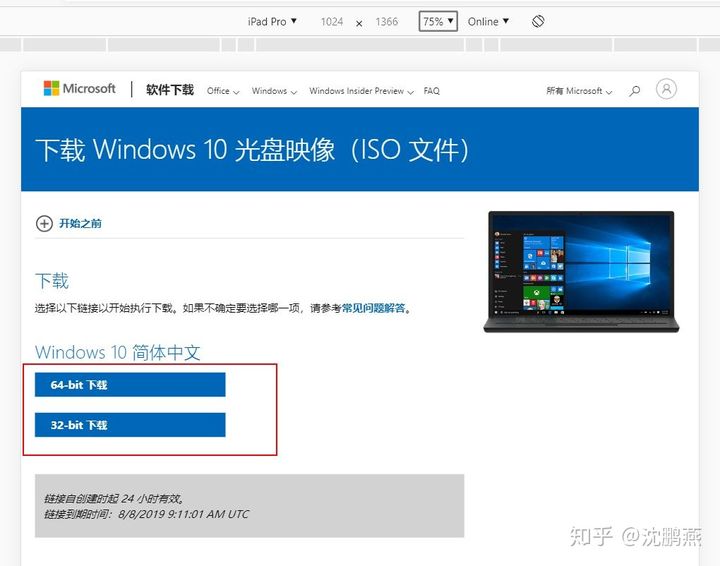 iPad Pro ▼ 1024 × 1366 75% ▼ Online ▼
Microsoft 软件下载 Office Windows Windows Insider Preview FAQ 所有 Microsoft
下载 Windows 10 光盘映像（ISO 文件）
开始之前
下载
选择以下链接以开始执行下载。如果不确定要选择哪一项，请参考常见问题解答。
Windows 10 简体中文
64-bit 下载
32-bit 下载
链接自创建时起 24 小时有效。
链接到期时间：8/8/2019 9:11:01 AM UTC
知乎 @沈鹏燕